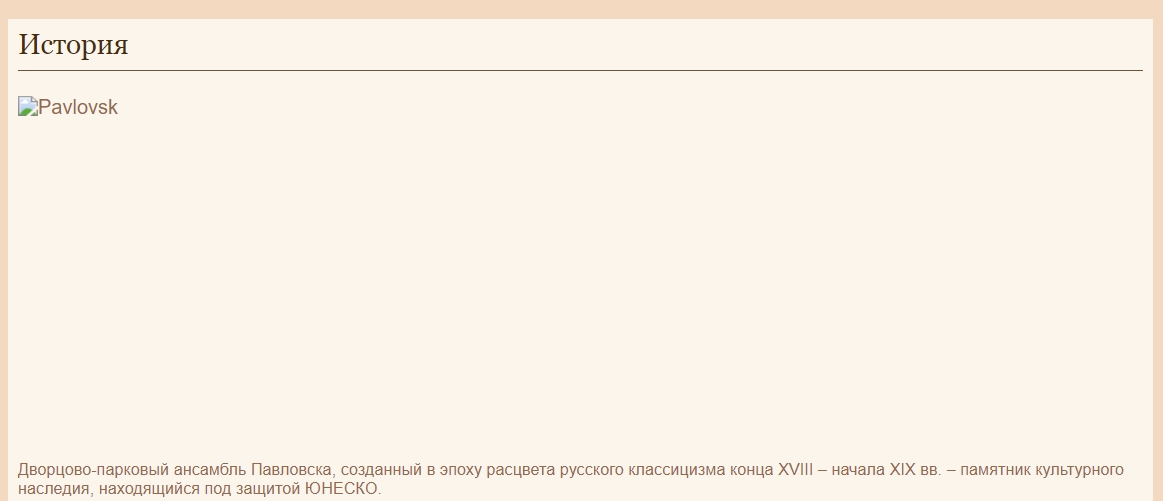 История
Pavlovsk
Дворцово-парковый ансамбль Павловска, созданный в эпоху расцвета русского классицизма конца XVIII – начала XIX вв. – памятник культурного
наследия, находящийся под защитой ЮНЕСКО.